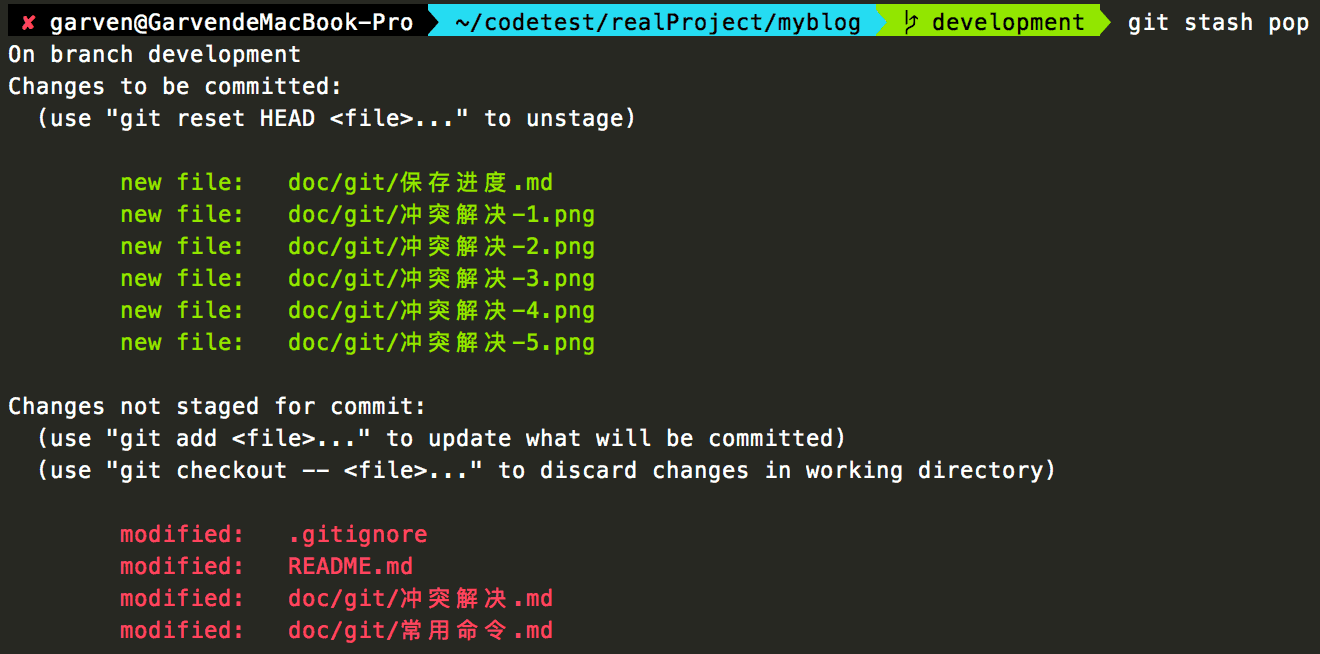 ✘ garven@GarvendeMacBook-Pro ~/codetest/realProject/myblog development git stash pop
On branch development
Changes to be committed:
  (use "git reset HEAD <file>..." to unstage)
new file:   doc/git/保存进度.md
new file:   doc/git/冲突解决-1.png
new file:   doc/git/冲突解决-2.png
new file:   doc/git/冲突解决-3.png
new file:   doc/git/冲突解决-4.png
new file:   doc/git/冲突解决-5.png
Changes not staged for commit:
  (use "git add <file>..." to update what will be committed)
  (use "git checkout -- <file>..." to discard changes in working directory)
modified:   .gitignore
modified:   README.md
modified:   doc/git/冲突解决.md
modified:   doc/git/常用命令.md